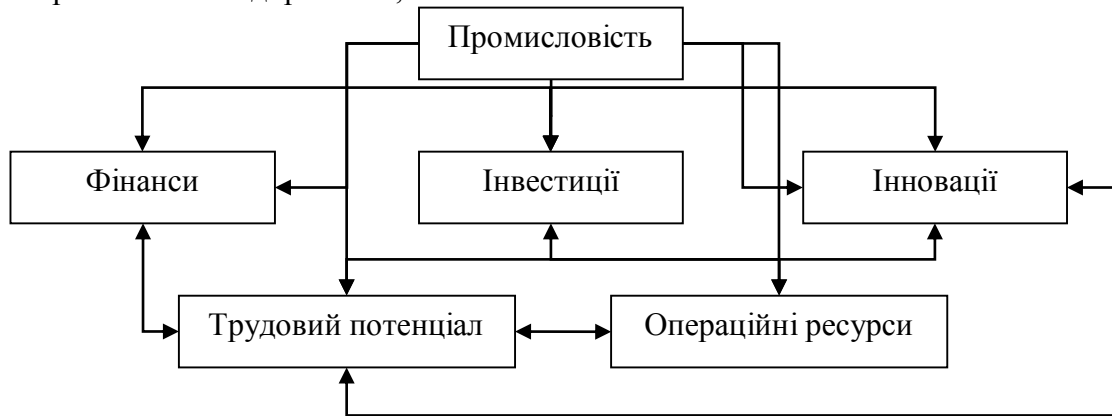 Промисловість
Фінанси
Інвестиції
Інновації
Трудовий потенціал
Операційні ресурси